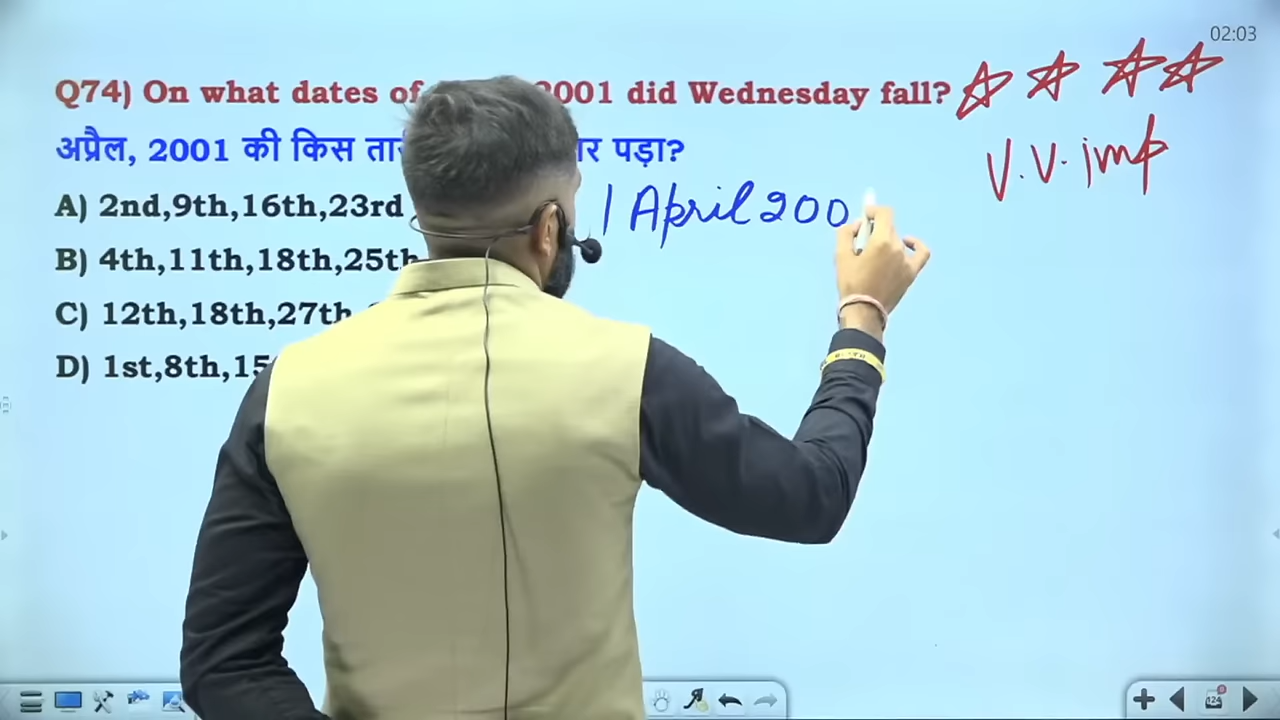 02:03
Q74) On what dates of 2001 did Wednesday fall?
V.V. imp
अप्रैल, 2001 की किस पड़ा?
A) 2nd,9th,16th,23rd
1 April 200
B) 4th,11th,18th,25th
C) 12th,18th,27th
D) 1st,8th,15
124